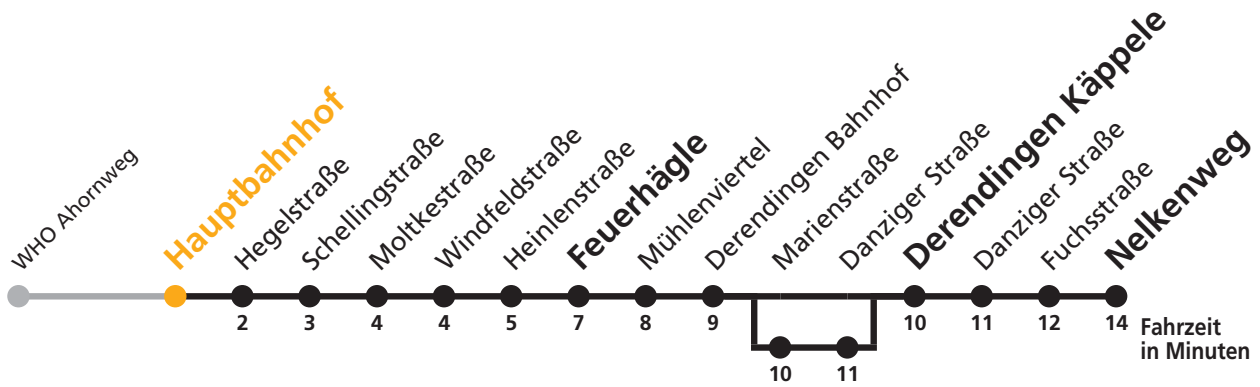 WHO Ahornweg
Hauptbahnhof
Hegelstraße
Schellingstraße
Moltkestraße
Windfeldstraße
Heinlenstraße
Feuerhägle
Mühlenviertel
Derendingen Bahnhof
Marienstraße
Danziger Straße
Derendingen Käppele
Danziger Straße
Fuchsstraße
Nelkenweg
2 3 4 4 5 7 8 9 10 11 12 14 Fahrzeit
in Minuten
10 11